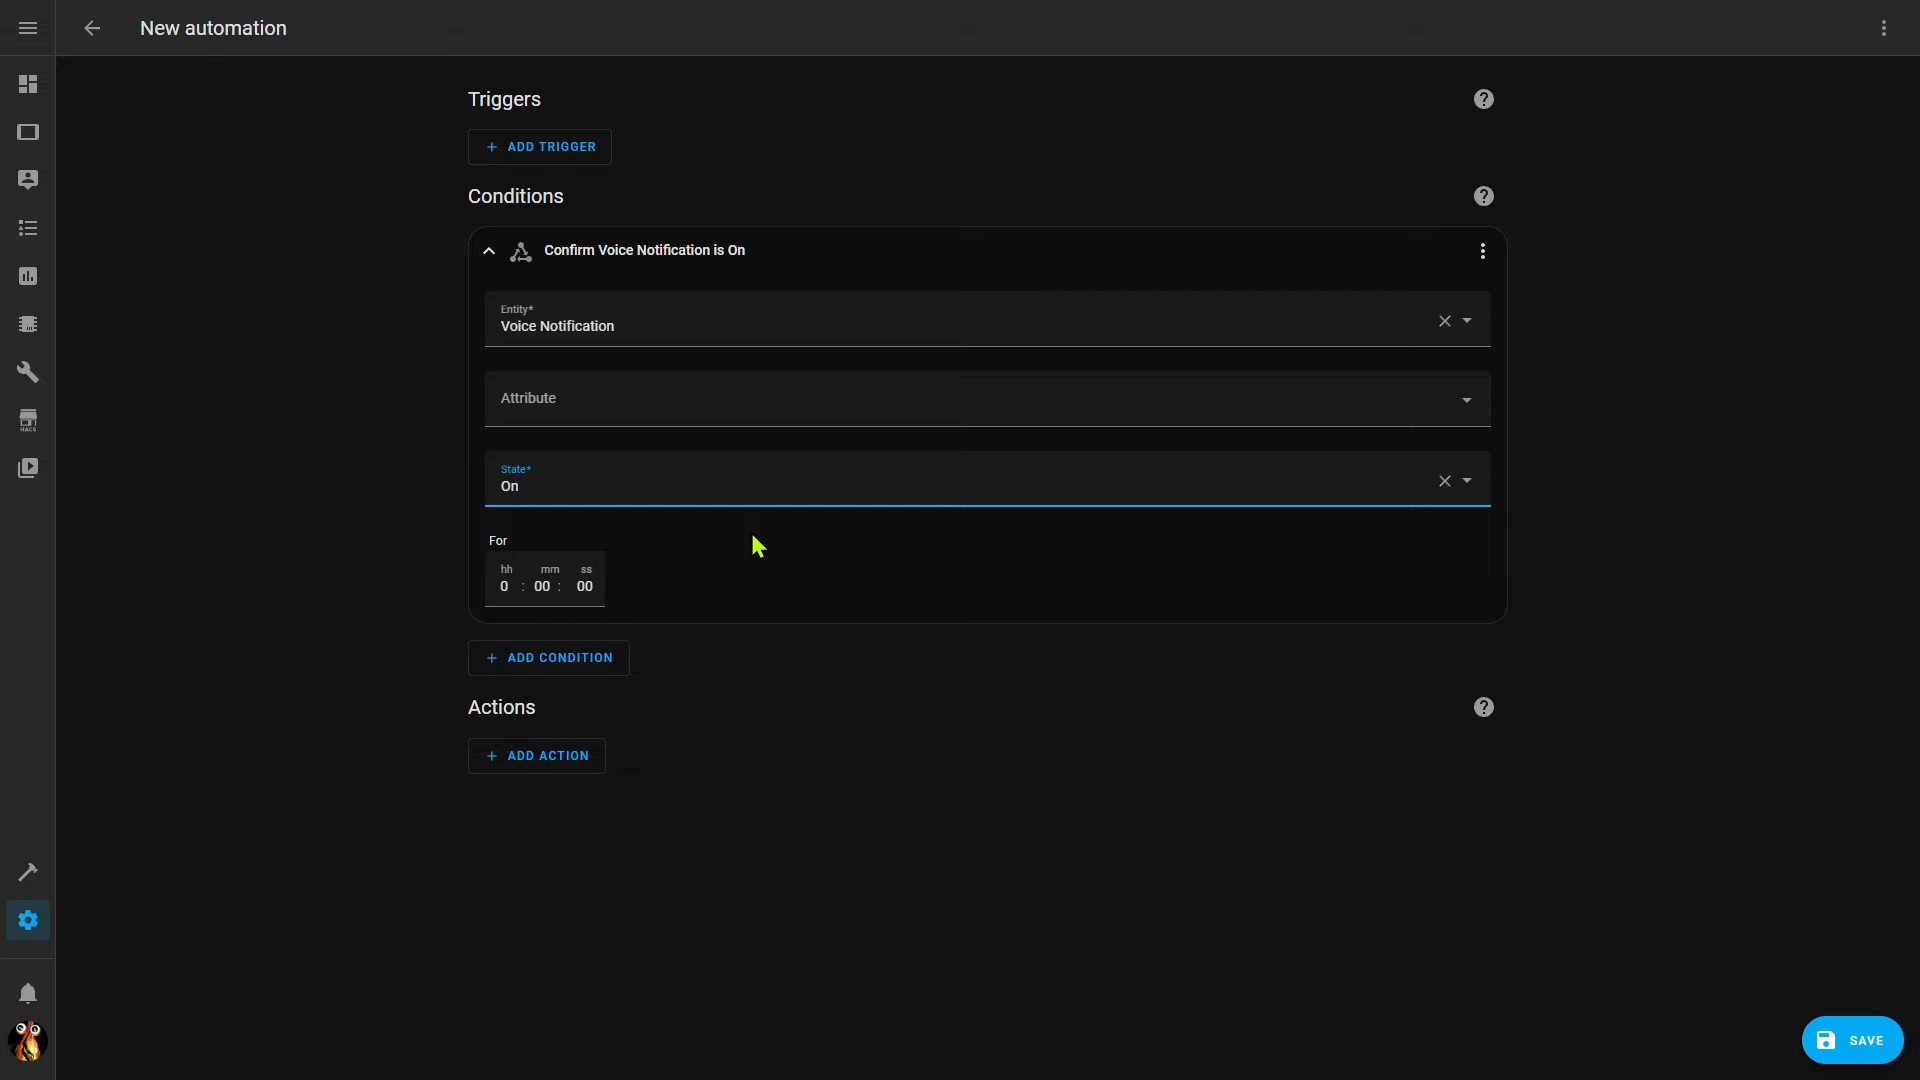 New automation
Triggers
ADD TRIGGER
Conditions
Confirm Voice Notification is On
Entity*
Voice Notification
Attribute
State*
On
For
hh mm ss
0 : 00 : 00
ADD CONDITION
Actions
ADD ACTION
HACS
SAVE